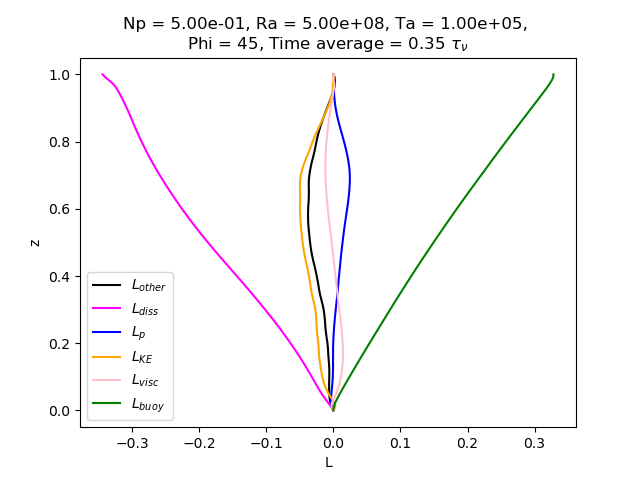 Np = 5.00e-01, Ra = 5.00e+08, Ta = 1.00e+05,
Phi = 45, Time average = 0.35 τν
1.0
0.8
0.6
z
0.4
0.2
0.0
Lother
Ldiss
Lp
LKE
Lvisc
Lbuoy
−0.3 −0.2 −0.1 0.0 0.1 0.2 0.3
L